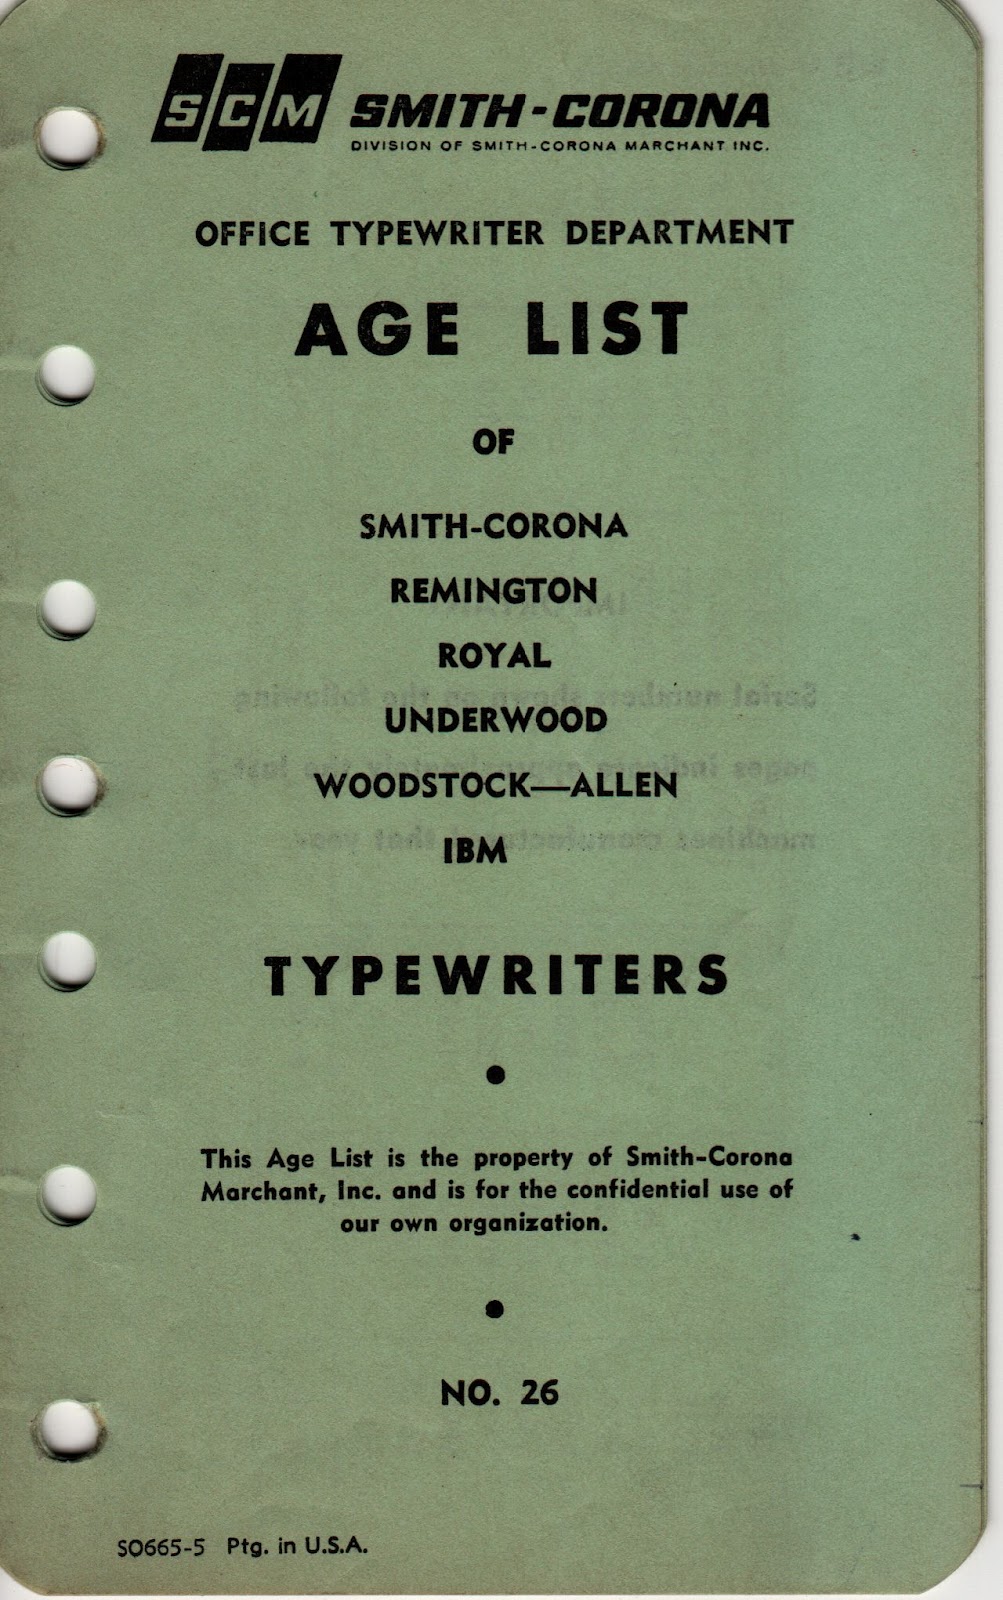 SCM SMITH-CORONA
DIVISION OF SMITH-CORONA MARCHANT INC.
OFFICE TYPEWRITER DEPARTMENT
AGE LIST
OF
SMITH-CORONA
REMINGTON
ROYAL
UNDERWOOD
WOODSTOCK—ALLEN
IBM
TYPEWRITERS
•
This Age List is the property of Smith-Corona
Marchant, Inc. and is for the confidential use of
our own organization.
•
NO. 26
SO665-5 Ptg. in U.S.A.